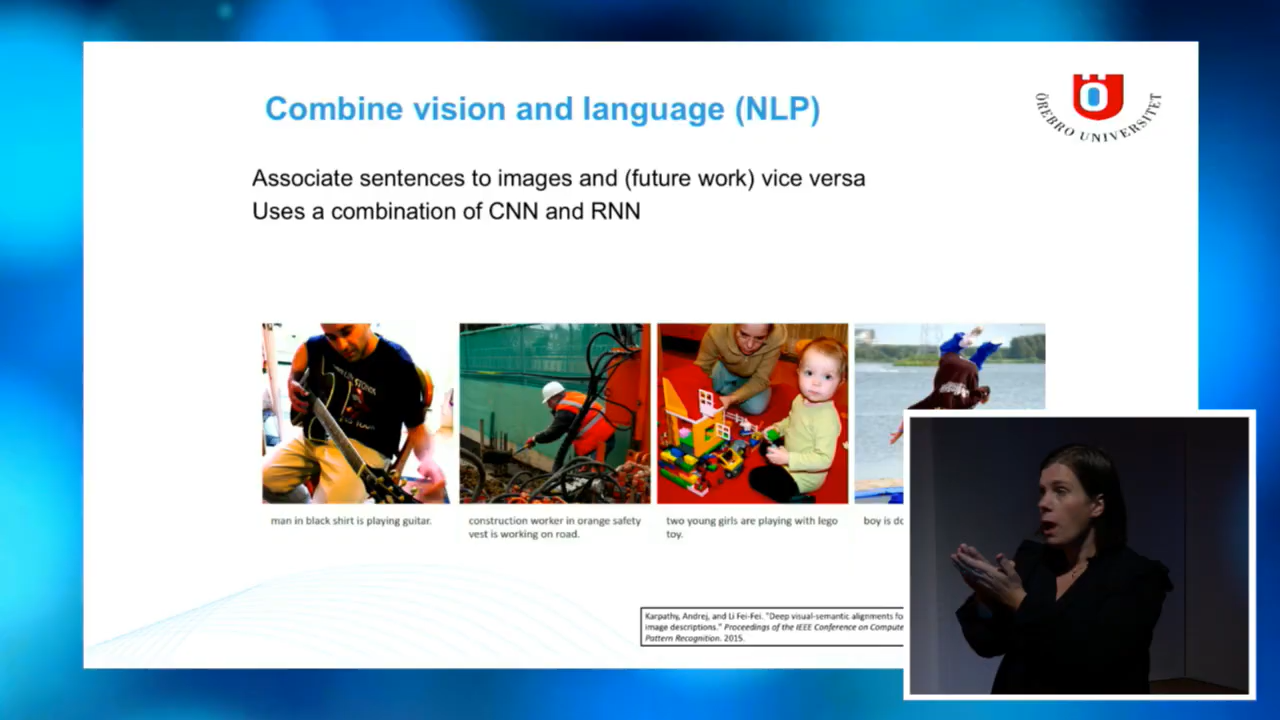 Combine vision and language (NLP)
ÖREBRO UNIVERSITET
Associate sentences to images and (future work) vice versa
Uses a combination of CNN and RNN
man in black shirt is playing guitar.
construction worker in orange safety
vest is working on road.
two young girls are playing with lego
toy.
boy is
Karpathy, Andrej, and Li Fei-Fei. "Deep visual-semantic alignments
image descriptions." Proceedings of the IEEE Conference on
Pattern Recognition. 2015.